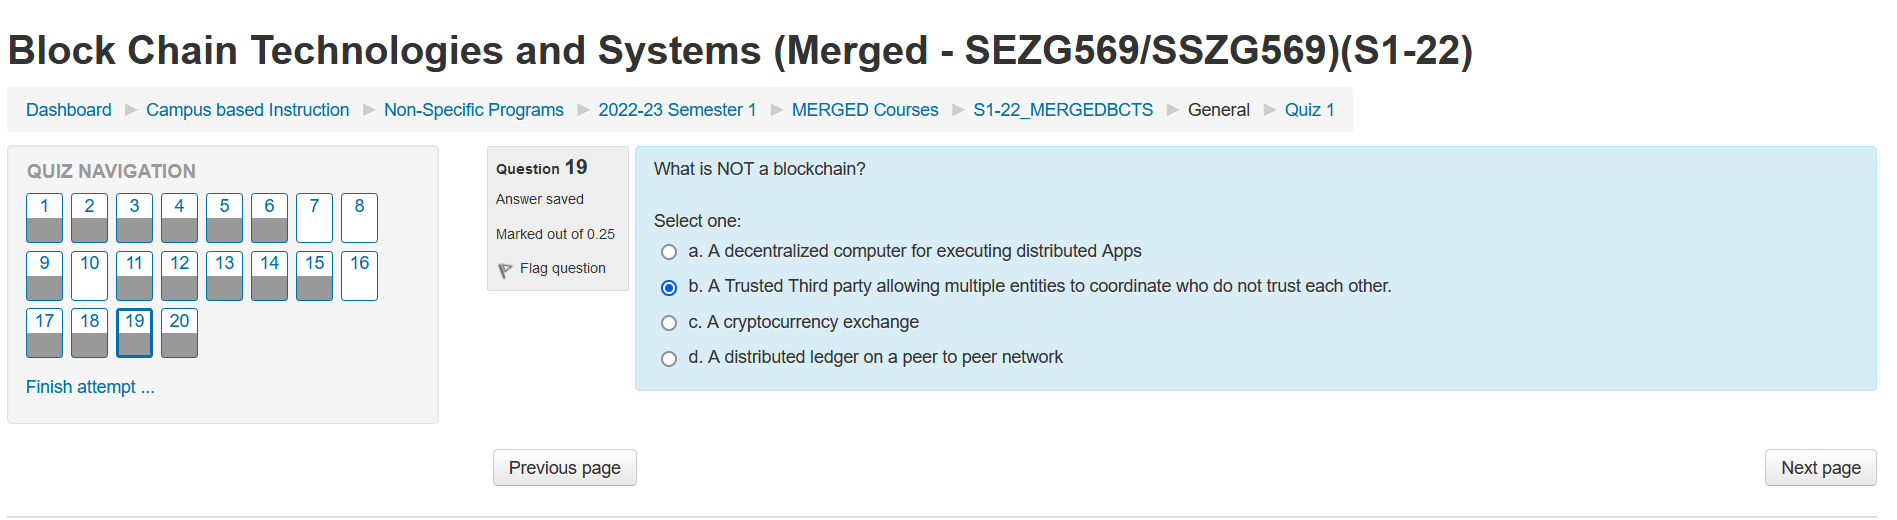 Block Chain Technologies and Systems (Merged - SEZG569/SSZG569)(S1-22)
Dashboard Campus based Instruction Non-Specific Programs 2022-23 Semester 1 MERGED Courses S1-22_MERGEDBCTS General Quiz 1
QUIZ NAVIGATION
1 2 3 4 5 6 7 8
9 10 11 12 13 14 15 16
17 18 19 20
Finish attempt ...
Question 19
Answer saved
Marked out of 0.25
Flag question
What is NOT a blockchain?
Select one:
a. A decentralized computer for executing distributed Apps
b. A Trusted Third party allowing multiple entities to coordinate who do not trust each other.
c. A cryptocurrency exchange
d. A distributed ledger on a peer to peer network
Previous page
Next page